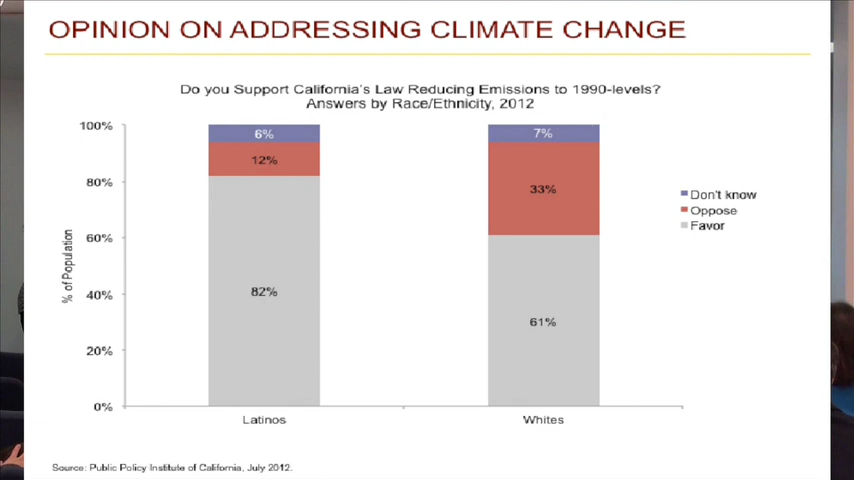 OPINION ON ADDRESSING CLIMATE CHANGE
Do you Support California's Law Reducing Emissions to 1990-levels?
Answers by Race/Ethnicity, 2012
% of Population
100%
80%
60%
40%
20%
0%
6%
12%
82%
7%
33%
61%
Latinos
Whites
Don't know
Oppose
Favor
Source: Public Policy Institute of California, July 2012.